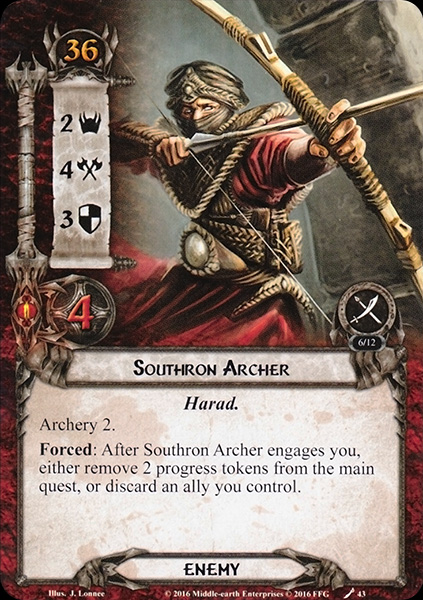 36
2
4
3
4
6/12
Southron Archer
Harad.
Archery 2.
Forced: After Southron Archer engages you,
either remove 2 progress tokens from the main
quest, or discard an ally you control.
ENEMY
Illus. J. Lonnee © 2016 Middle-earth Enterprises © 2016 FFG 43